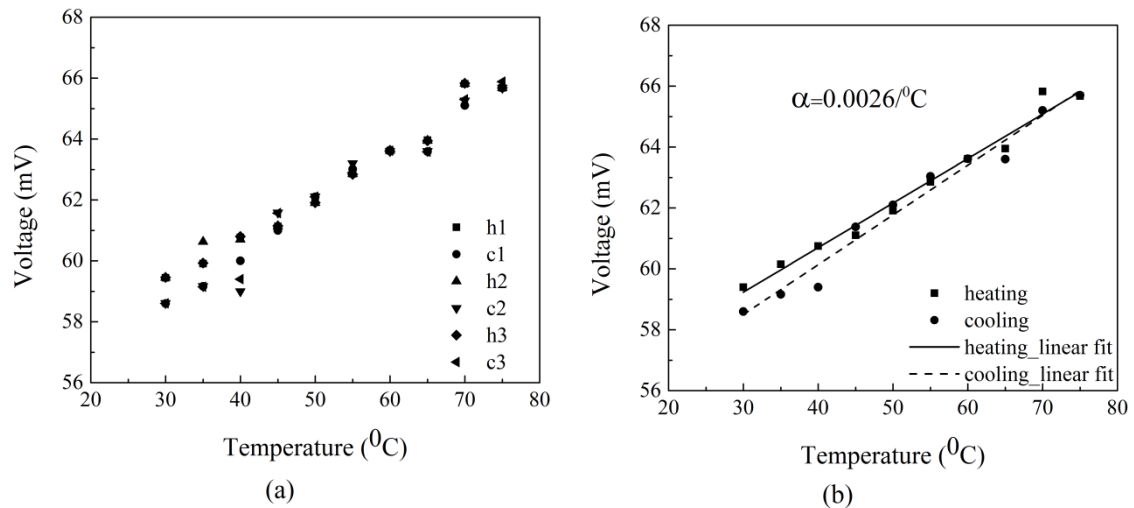 68
66
64
62
60
58
56
Voltage (mV)
h1
c1
h2
c2
h3
c3
20 30 40 50 60 70 80
Temperature (⁰C)
(a)
68
66
64
62
60
58
56
Voltage (mV)
α=0.0026/⁰C
heating
cooling
heating_linear fit
cooling_linear fit
20 30 40 50 60 70 80
Temperature (⁰C)
(b)